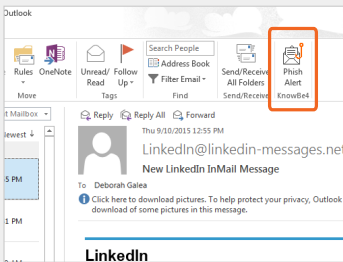 Outlook
Rules OneNote
Unread/ Read
Follow Up
Search People
Address Book
Filter Email
Send/Receive All Folders
Phish Alert
Move
Tags
Find
Send/Receive
KnowBe4
t Mailbox
Reply Reply All Forward
Newest ↓
Thu 9/10/2015 12:55 PM
LinkedIn@linkedin-messages.net
New LinkedIn InMail Message
5 PM
To Deborah Galea
Click here to download pictures. To help protect your privacy, Outlook
download of some pictures in this message.
1 PM
LinkedIn